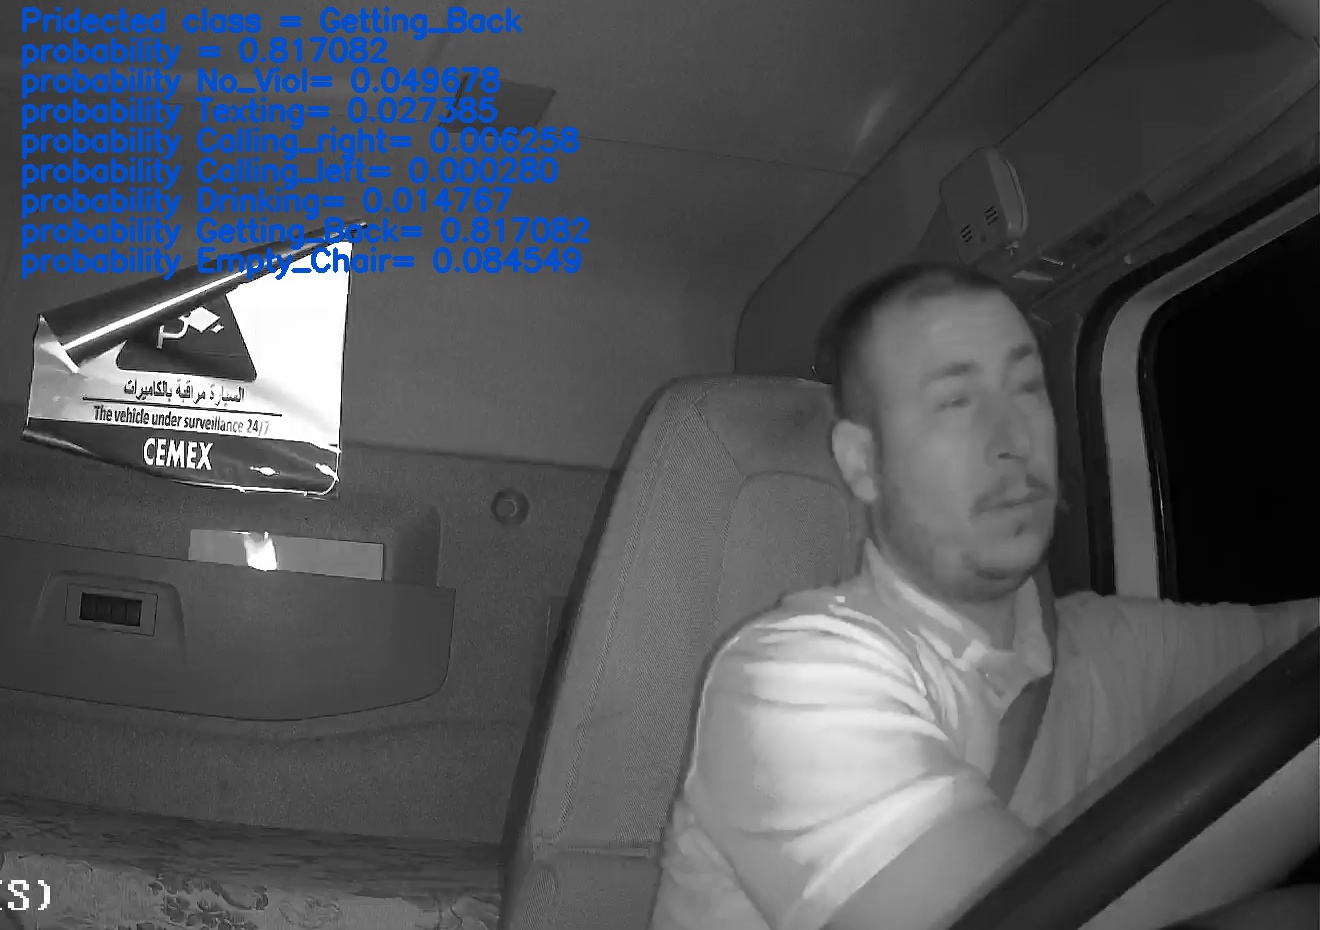 Pridected class = Getting_Back
probability = 0.817082
probability No_Viol= 0.049678
probability Texting= 0.027385
probability Calling_right= 0.006258
probability Calling_left= 0.000280
probability Drinking= 0.014767
probability Getting_Back= 0.817082
probability Empty_Chair= 0.084549
السيارة مراقبة بالكاميرات
The vehicle under surveillance 24/7
CEMEX
S)